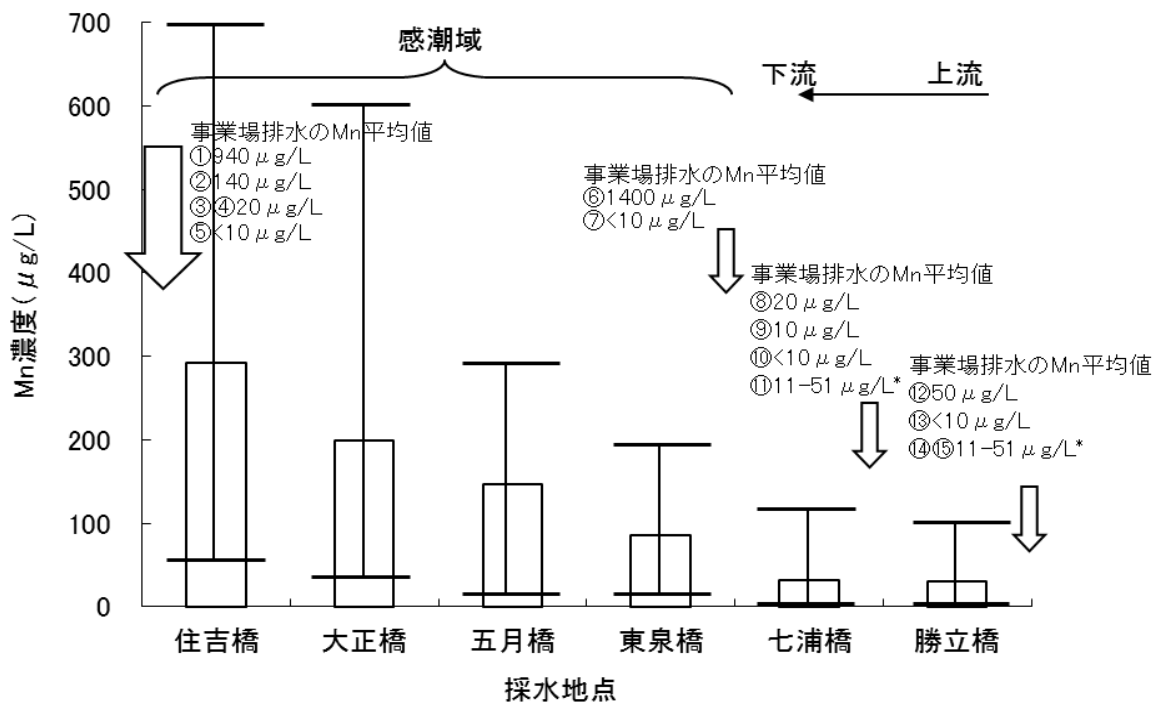 700
600
500
400
300
200
100
0
Mn濃度(μg/L)
感潮域
下流
上流
事業場排水のMn平均値
①940μg/L
②140μg/L
③④20μg/L
⑤<10μg/L
事業場排水のMn平均値
⑥1400μg/L
⑦<10μg/L
事業場排水のMn平均値
⑧20μg/L
⑨10μg/L
⑩<10μg/L
⑪11-51μg/L*
事業場排水のMn平均値
⑫50μg/L
⑬<10μg/L
⑭⑮11-51μg/L*
住吉橋
大正橋
五月橋
東泉橋
七浦橋
勝立橋
採水地点